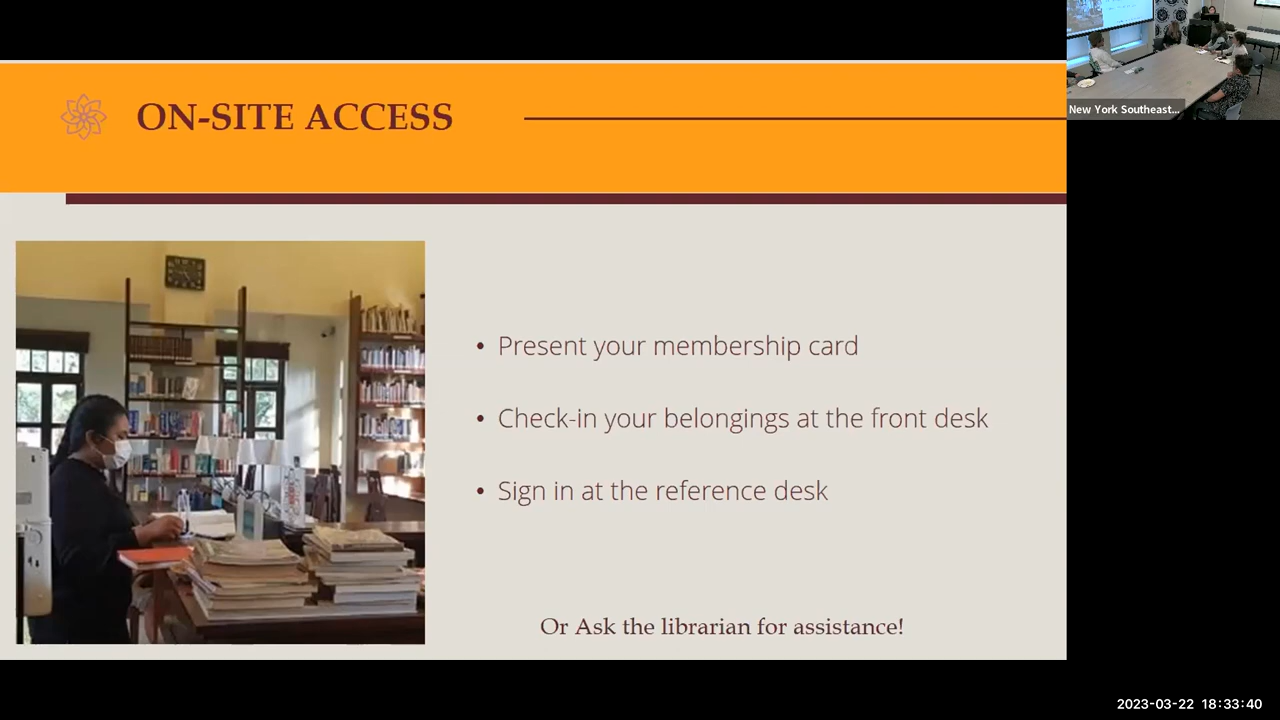 ON-SITE ACCESS
New York Southeast...
• Present your membership card
• Check-in your belongings at the front desk
• Sign in at the reference desk
Or Ask the librarian for assistance!
2023-03-22 18:33:40